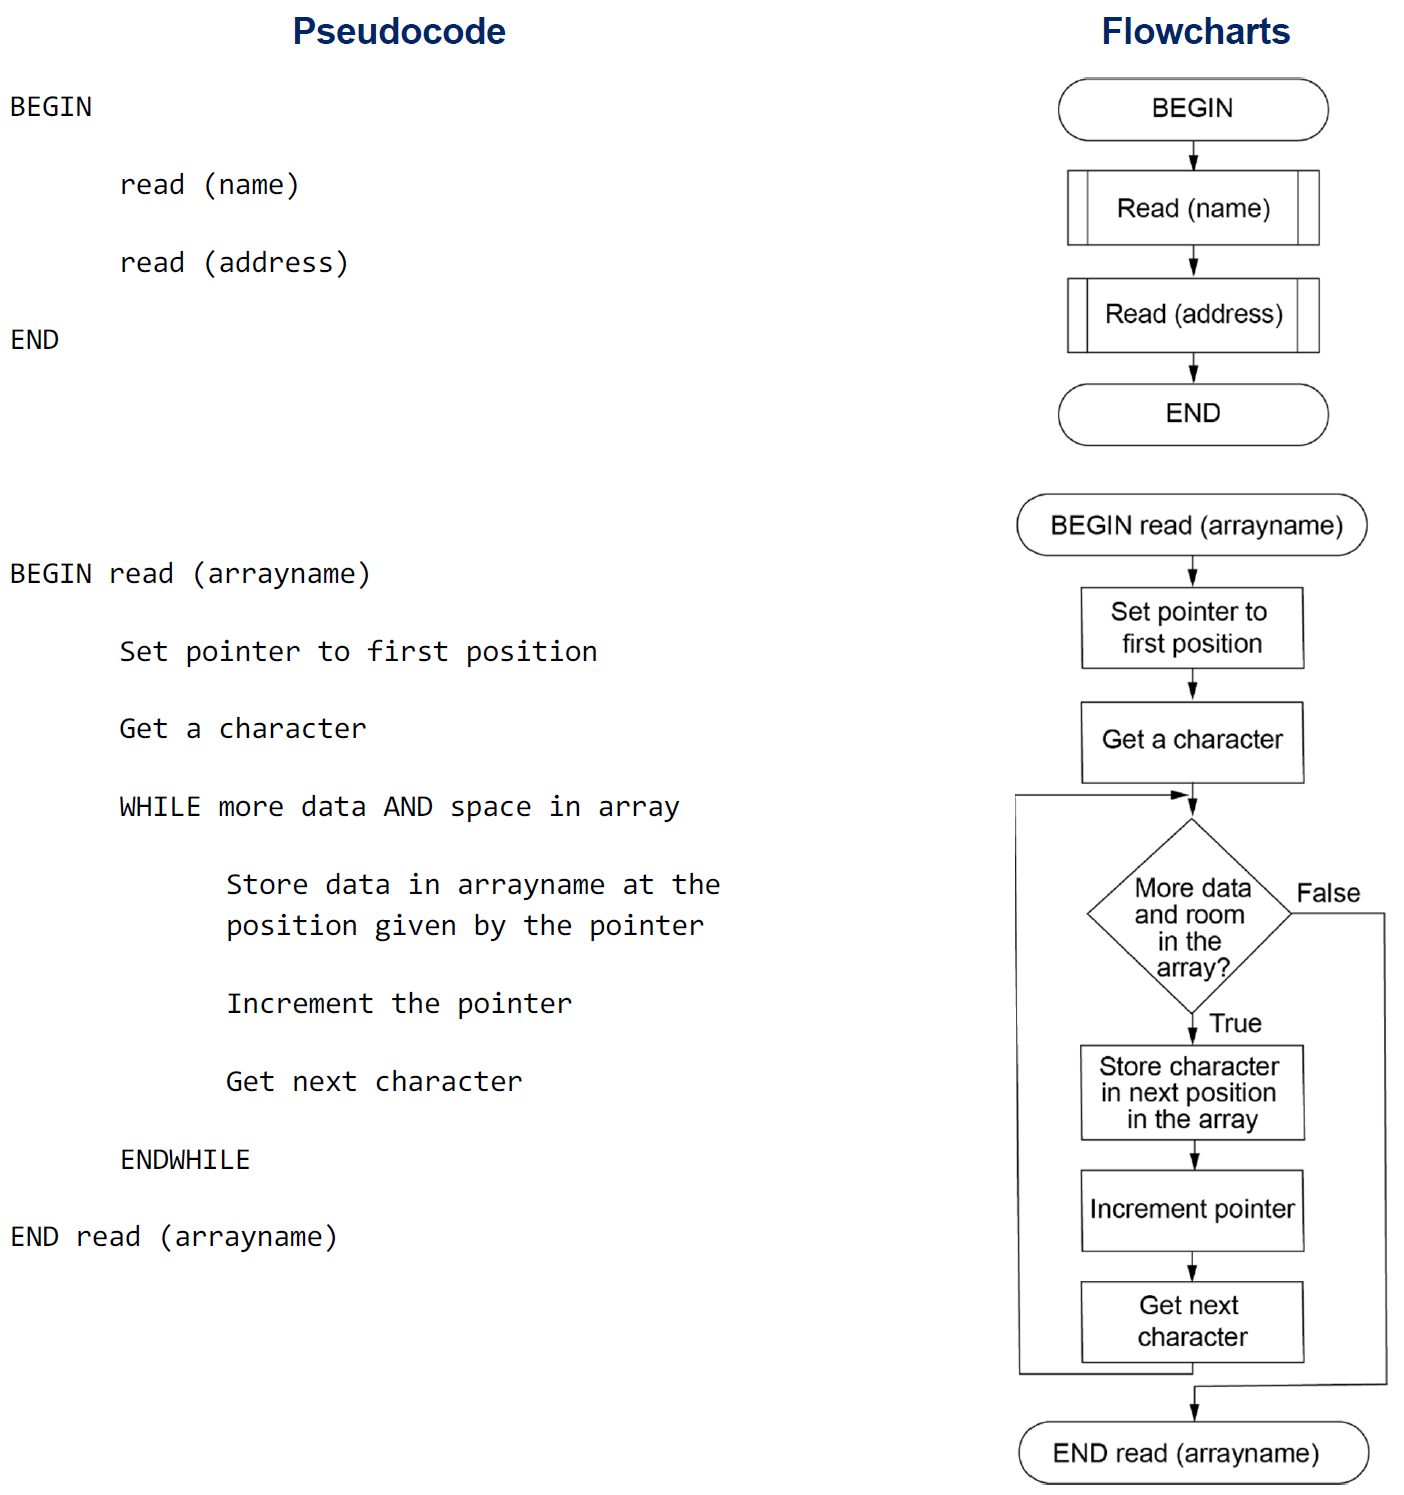 Pseudocode
BEGIN
read (name)
read (address)
END
BEGIN read (arrayname)
Set pointer to first position
Get a character
WHILE more data AND space in array
Store data in arrayname at the
position given by the pointer
Increment the pointer
Get next character
ENDWHILE
END read (arrayname)
Flowcharts
BEGIN
Read (name)
Read (address)
END
BEGIN read (arrayname)
Set pointer to
first position
Get a character
More data
and room
in the
array?
False
True
Store character
in next position
in the array
Increment pointer
Get next
character
END read (arrayname)